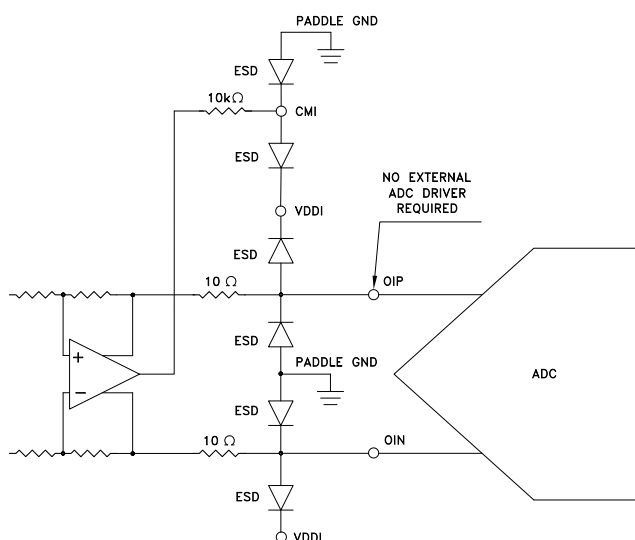 PADDLE GND
ESD
10kΩ
CMI
ESD
NO EXTERNAL
ADC DRIVER
REQUIRED
VDDI
ESD
10 Ω
OIP
ESD
PADDLE GND
+
−
ADC
ESD
10 Ω
OIN
ESD
VDDI